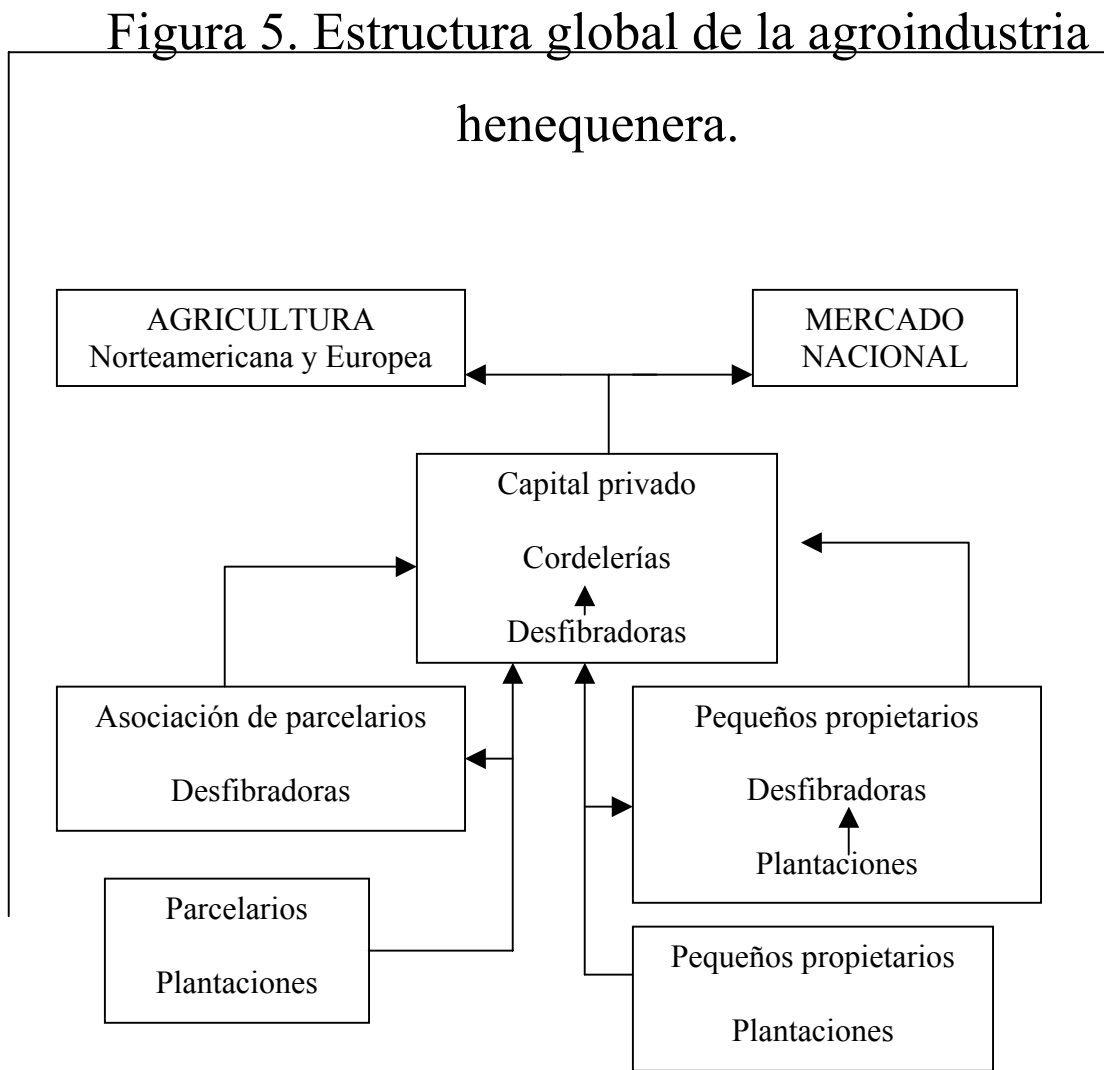 Figura 5. Estructura global de la agroindustria
henequenera.
AGRICULTURA
Norteamericana y Europea
MERCADO
NACIONAL
Capital privado
Cordelerías
Desfibradoras
Asociación de parcelarios
Desfibradoras
Pequeños propietarios
Desfibradoras
Plantaciones
Parcelarios
Plantaciones
Pequeños propietarios
Plantaciones